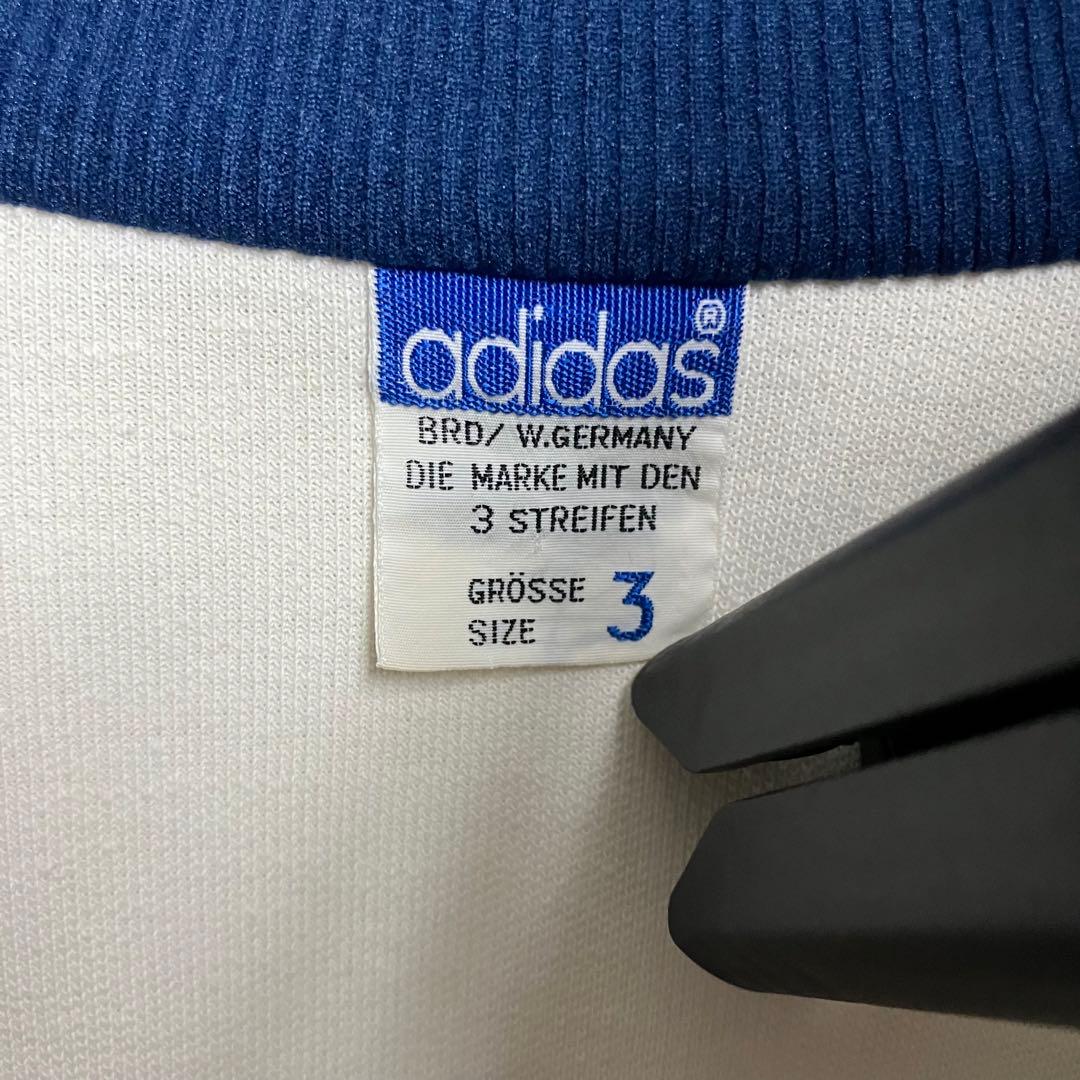 adidas®
BRD/ W.GERMANY
DIE MARKE MIT DEN
3 STREIFEN
GRÖSSE 3
SIZE